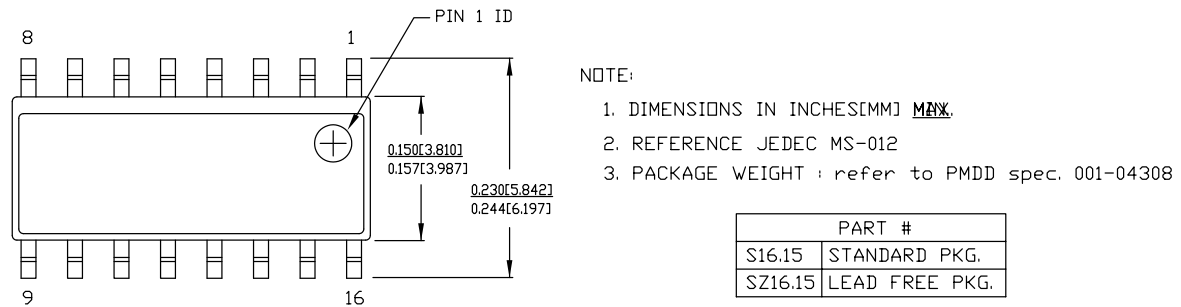 PIN 1 ID
8 1
0.150[3.810]
0.157[3.987]
0.230[5.842]
0.244[6.197]
9 16
NOTE:
1. DIMENSIONS IN INCHES[MM]
2. REFERENCE JEDEC MS-012
3. PACKAGE WEIGHT : refer to PMDD spec. 001-04308
PART #
S16.15 STANDARD PKG.
SZ16.15 LEAD FREE PKG.